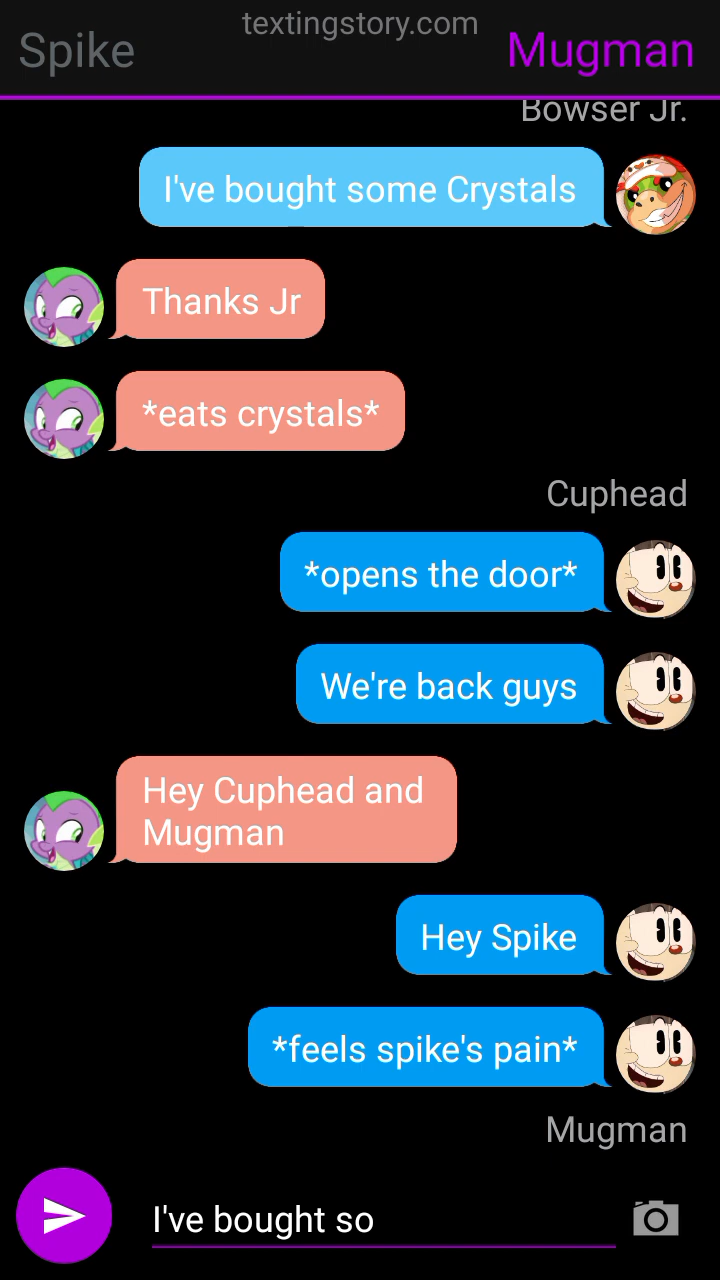 textingstory.com
Spike
Mugman
Bowser Jr.
I've bought some Crystals
Thanks Jr
*eats crystals*
Cuphead
*opens the door*
We're back guys
Hey Cuphead and
Mugman
Hey Spike
*feels spike's pain*
Mugman
I've bought so